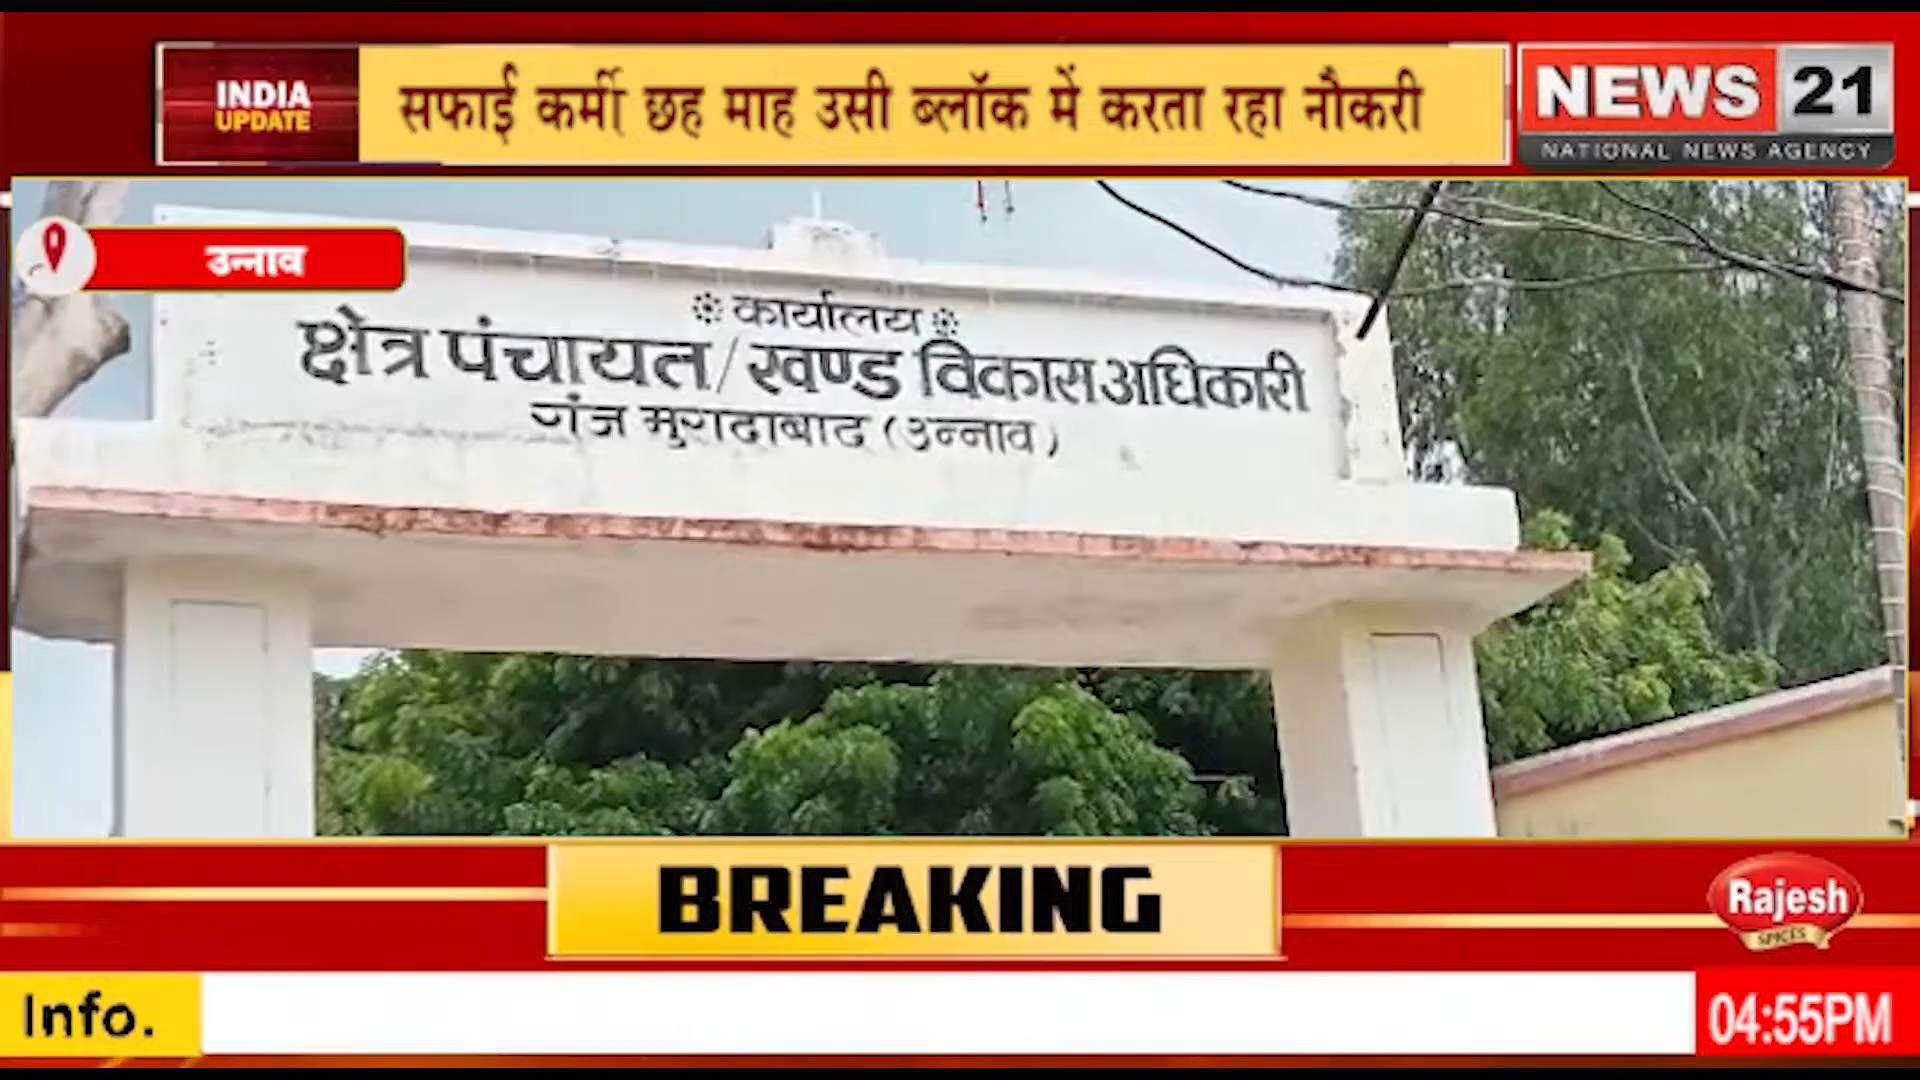 INDIA
UPDATE
सफाई कर्मी छह माह उसी ब्लॉक में करता रहा नौकरी
NEWS 21
NATIONAL NEWS AGENCY
उन्नाव
कार्यालय
क्षेत्र पंचायत/खण्ड विकास अधिकारी
गंज मुरादाबाद (उन्नाव)
BREAKING
Rajesh
SPICES
Info.
04:55PM